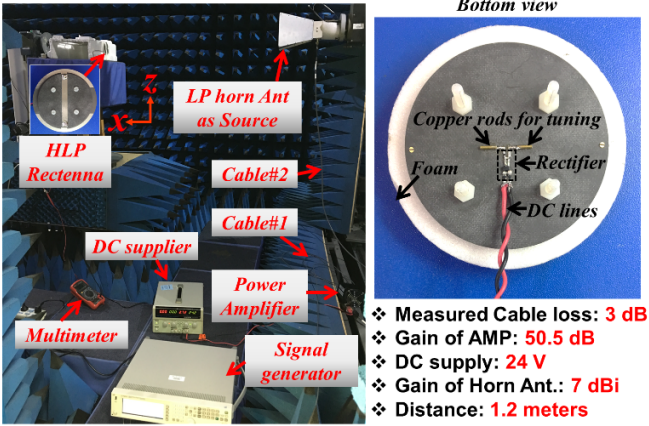 Bottom view
z
x
LP horn Ant
as Source
HLP
Rectenna
Cable#2
Cable#1
DC supplier
Power
Amplifier
Multimeter
Signal
generator
Copper rods for tuning
Foam
Rectifier
DC lines
❖ Measured Cable loss: 3 dB
❖ Gain of AMP: 50.5 dB
❖ DC supply: 24 V
❖ Gain of Horn Ant.: 7 dBi
❖ Distance: 1.2 meters